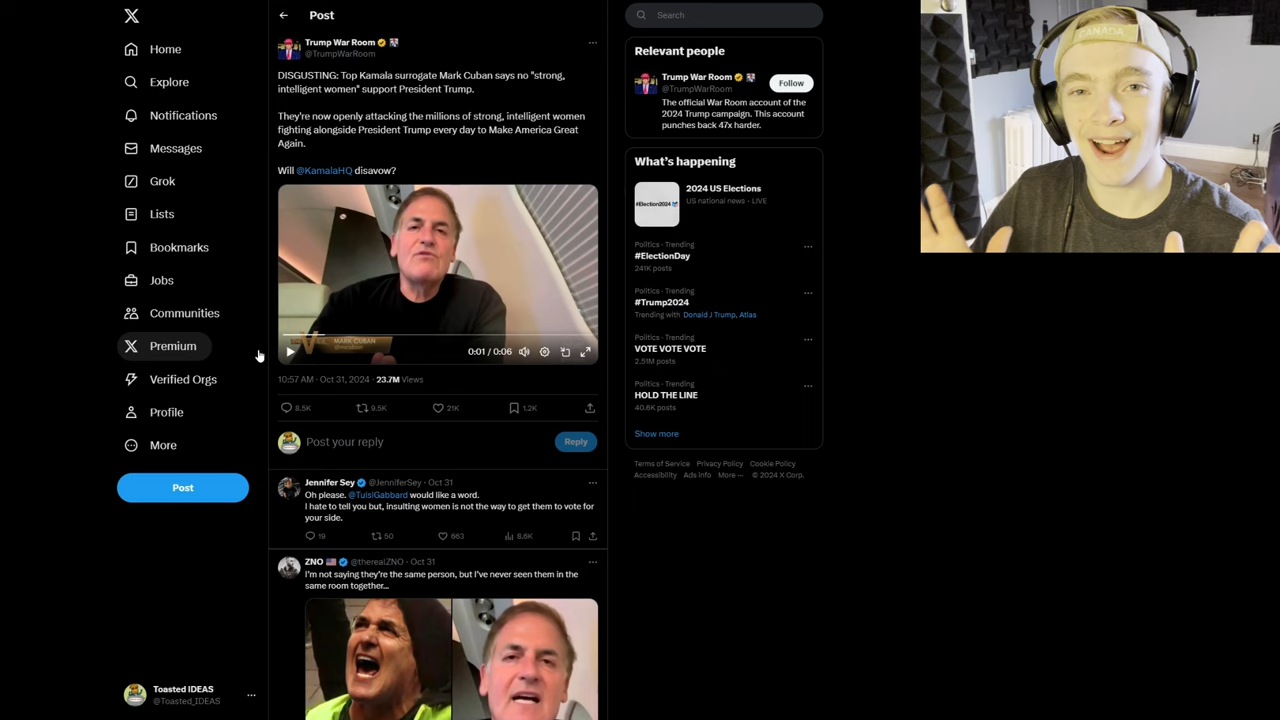 Home
Explore
Notifications
Messages
Grok
Lists
Bookmarks
Jobs
Communities
Premium
Verified Orgs
Profile
More
Post
Toasted IDEAS
@Toasted_IDEAS
Post
Trump War Room
@TrumpWarRoom
DISGUSTING: Top Kamala surrogate Mark Cuban says no "strong,
intelligent women" support President Trump.
They're now openly attacking the millions of strong, intelligent women
fighting alongside President Trump every day to Make America Great
Again.
Will @KamalaHQ disavow?
MARK CUBAN
0:01 / 0:06
10:57 AM · Oct 31, 2024 · 23.7M Views
8.5K 9.5K 21K 1.2K
Post your reply
Reply
Jennifer Sey @JenniferSey · Oct 31
Oh please. @TulsiGabbard would like a word.
I hate to tell you but, insulting women is not the way to get them to vote for
your side.
19 50 663 8.6K
ZNO @therealZNO · Oct 31
I'm not saying they're the same person, but I've never seen them in the
same room together...
Search
Relevant people
Trump War Room
@TrumpWarRoom
Follow
The official War Room account of the
2024 Trump campaign. This account
punches back 47x harder.
What's happening
#Election2024
2024 US Elections
US national news · LIVE
Politics · Trending
#ElectionDay
241K posts
Politics · Trending
#Trump2024
Trending with Donald J Trump, Atlas
Politics · Trending
VOTE VOTE VOTE
2.51M posts
Politics · Trending
HOLD THE LINE
40.6K posts
Show more
Terms of Service Privacy Policy Cookie Policy
Accessibility Ads info More ··· © 2024 X Corp.
CANADA